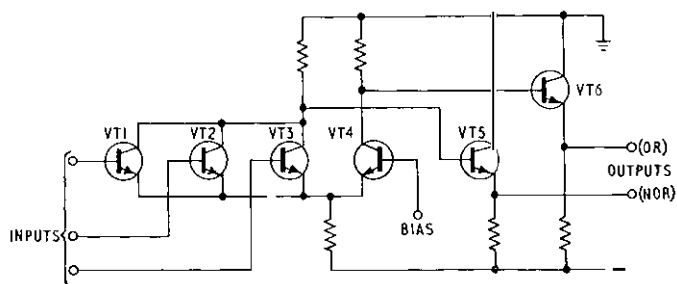 VT1
VT2
VT3
VT4
VT5
VT6
BIAS
INPUTS
(OR)
OUTPUTS
(NOR)